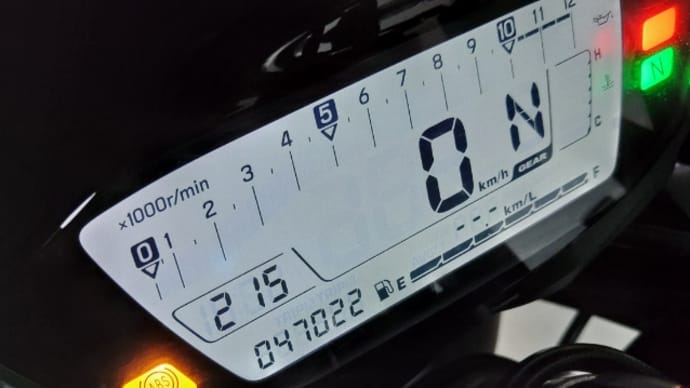 0 1 2 3 4 5 6 7 8 9 10 11 12
×1000r/min
H
N
C
0 km/h N
GEAR
--.- km/L
215
047022 E F
ABS